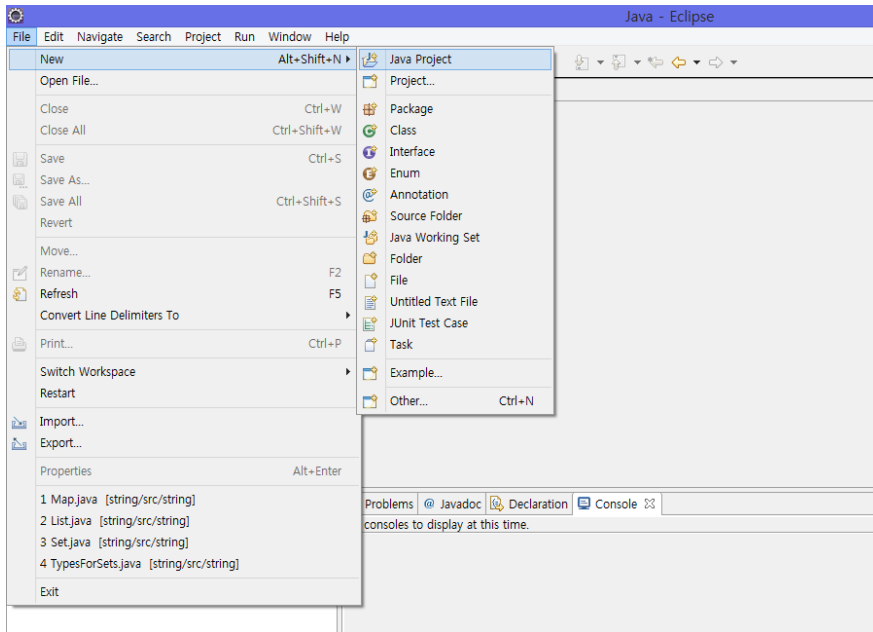 Java - Eclipse
File Edit Navigate Search Project Run Window Help
New Alt+Shift+N
Open File...
Close Ctrl+W
Close All Ctrl+Shift+W
Save Ctrl+S
Save As...
Save All Ctrl+Shift+S
Revert
Move...
Rename... F2
Refresh F5
Convert Line Delimiters To
Print... Ctrl+P
Switch Workspace
Restart
Import...
Export...
Properties Alt+Enter
1 Map.java [string/src/string]
2 List.java [string/src/string]
3 Set.java [string/src/string]
4 TypesForSets.java [string/src/string]
Exit
Java Project
Project...
Package
Class
Interface
Enum
Annotation
Source Folder
Java Working Set
Folder
File
Untitled Text File
JUnit Test Case
Task
Example...
Other... Ctrl+N
Problems @ Javadoc Declaration Console
consoles to display at this time.